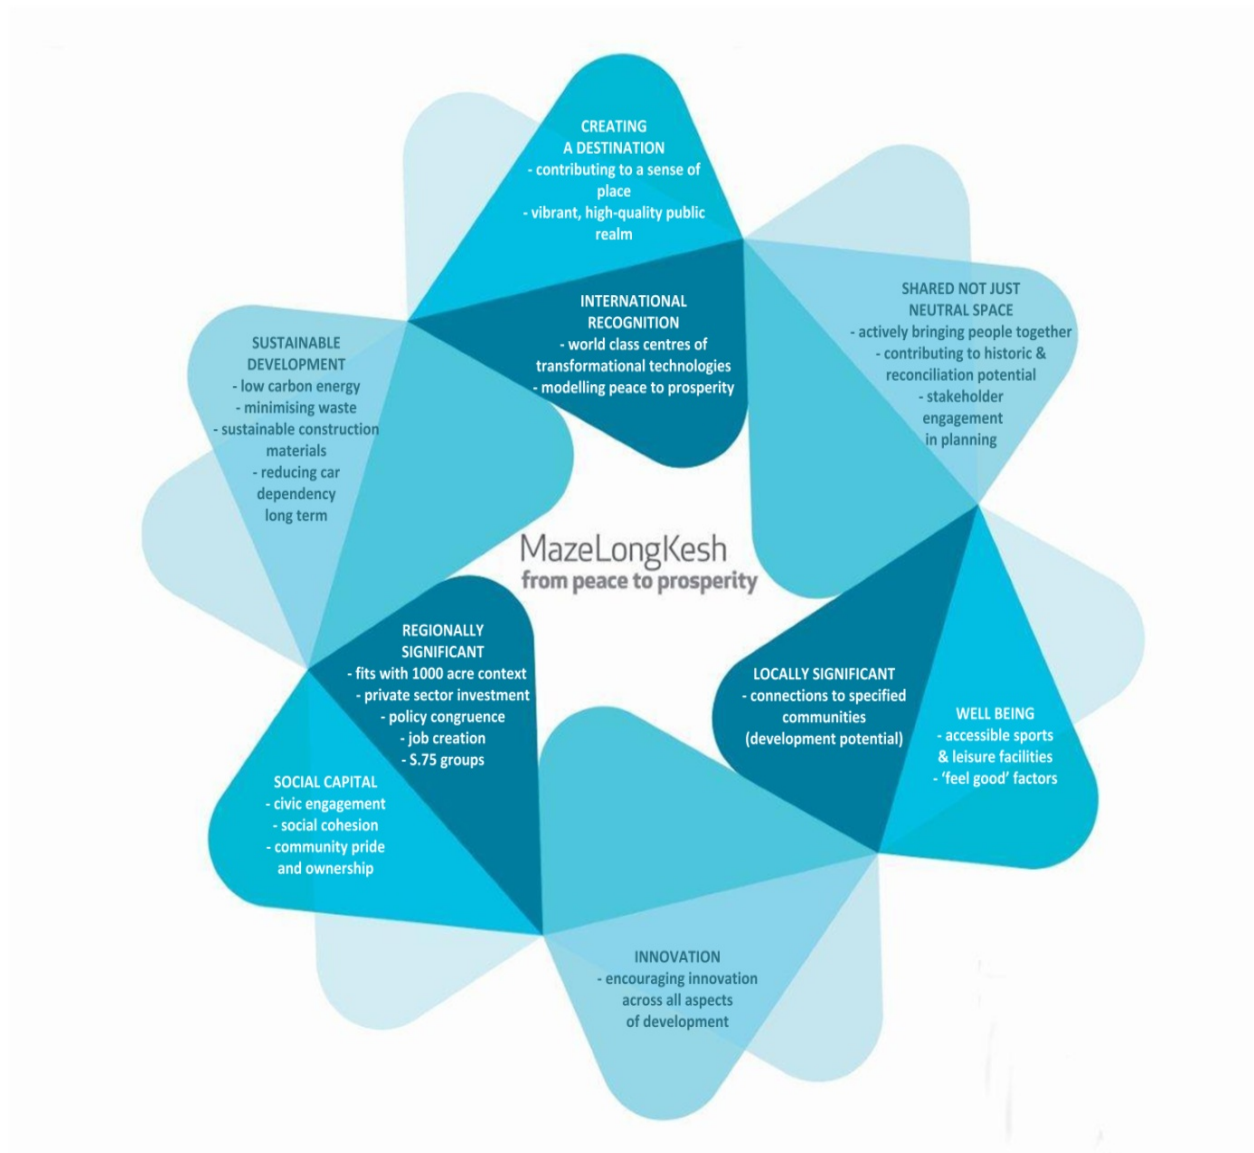 CREATING
A DESTINATION
- contributing to a sense of
place
- vibrant, high-quality public
realm
INTERNATIONAL
RECOGNITION
- world class centres of
transformational technologies
- modelling peace to prosperity
SHARED NOT JUST
NEUTRAL SPACE
- actively bringing people together
- contributing to historic &
reconciliation potential
- stakeholder
engagement
in planning
SUSTAINABLE
DEVELOPMENT
- low carbon energy
- minimising waste
- sustainable construction
materials
- reducing car
dependency
long term
MazeLongKesh
from peace to prosperity
REGIONALLY
SIGNIFICANT
- fits with 1000 acre context
- private sector investment
- policy congruence
- job creation
- S.75 groups
LOCALLY SIGNIFICANT
- connections to specified
communities
(development potential)
WELL BEING
- accessible sports
& leisure facilities
- ‘feel good’ factors
SOCIAL CAPITAL
- civic engagement
- social cohesion
- community pride
and ownership
INNOVATION
- encouraging innovation
across all aspects
of development